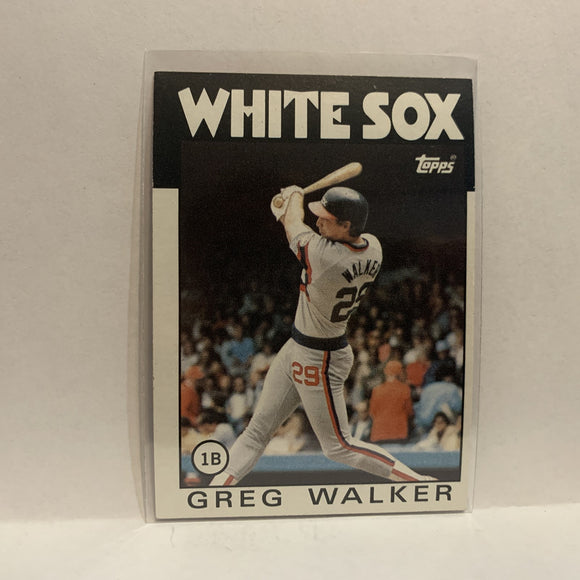 WHITE SOX
Topps®
WALKER
29
29
1B
GREG WALKER